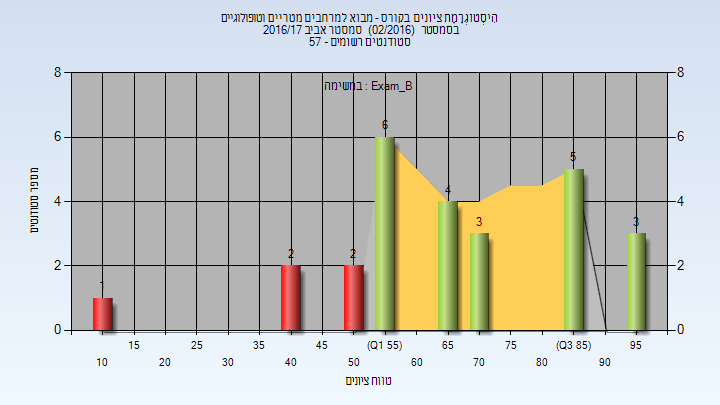 היסטוגרמת ציונים בקורס - מבוא למרחבים מטריים וטופולוגיים
בסמסטר (02/2016) סמסטר אביב 2016/17
סטודנטים רשומים - 57
במשימה : Exam_B
8 8
6 6
4 4
2 2
0 0
1 2 2 6 4 3 5 3
מספר סטודנטים
15 25 35 45 (Q1 55) 65 75 (Q3 85) 95
10 20 30 40 50 60 70 80 90
טווח ציונים